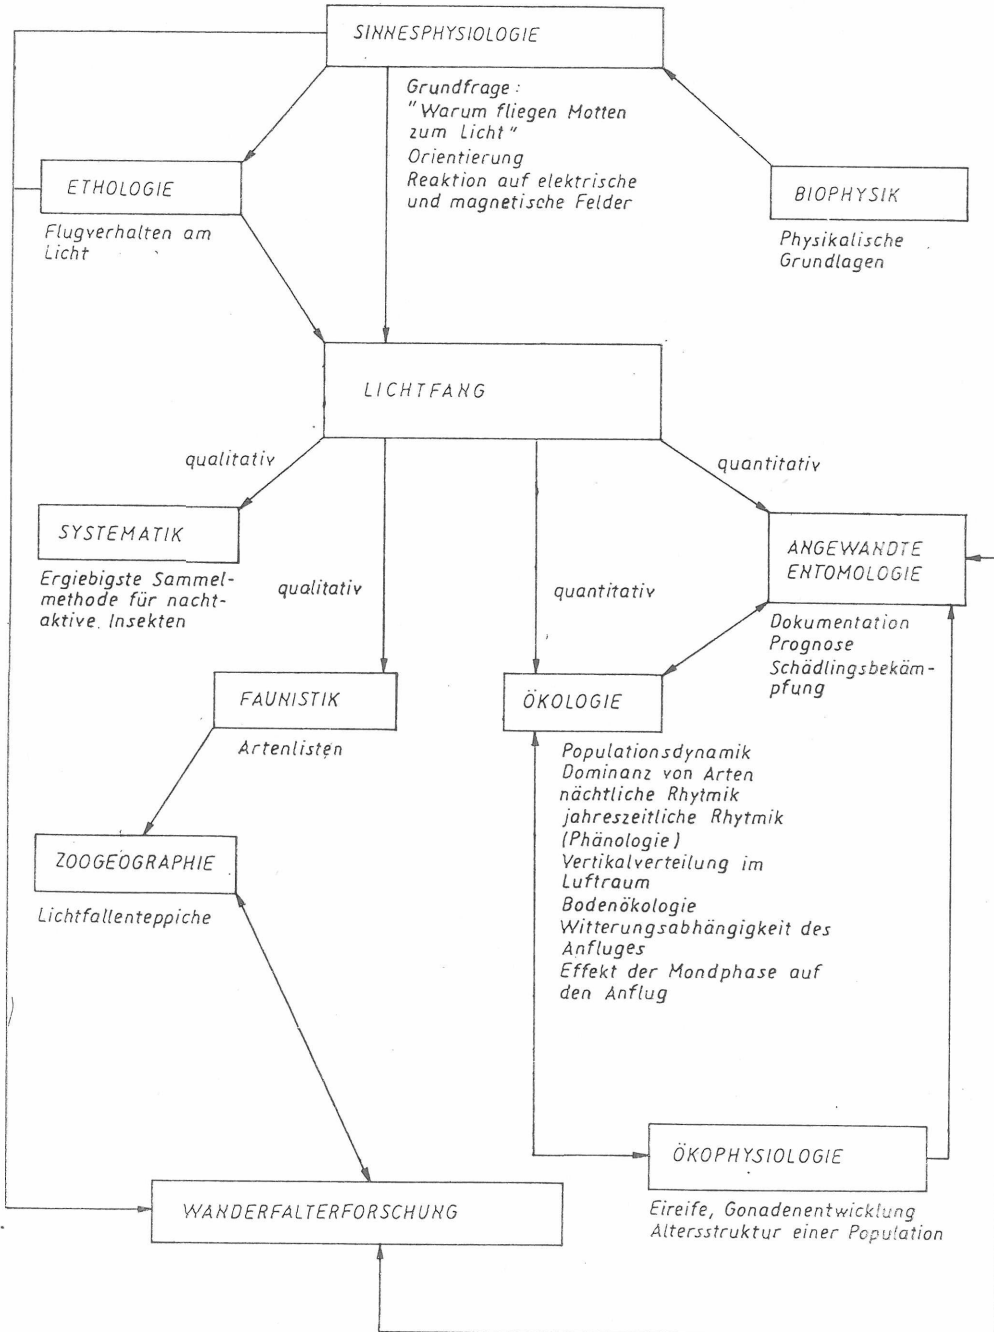 SINNESPHYSIOLOGIE
Grundfrage :
"Warum fliegen Motten
zum Licht"
Orientierung
Reaktion auf elektrische
und magnetische Felder
ETHOLOGIE
Flugverhalten am
Licht
BIOPHYSIK
Physikalische
Grundlagen
LICHTFANG
qualitativ
quantitativ
SYSTEMATIK
Ergiebigste Sammel-
methode für nacht-
aktive Insekten
qualitativ
quantitativ
ANGEWANDTE
ENTOMOLOGIE
Dokumentation
Prognose
Schädlingsbekäm-
pfung
FAUNISTIK
Artenlisten
ÖKOLOGIE
Populationsdynamik
Dominanz von Arten
nächtliche Rhytmik
jahreszeitliche Rhytmik
(Phänologie)
Vertikalverteilung im
Luftraum
Bodenökologie
Witterungsabhängigkeit des
Anfluges
Effekt der Mondphase auf
den Anflug
ZOOGEOGRAPHIE
Lichtfallenteppiche
ÖKOPHYSIOLOGIE
Eireife, Gonadenentwicklung
Altersstruktur einer Population
WANDERFALTERFORSCHUNG